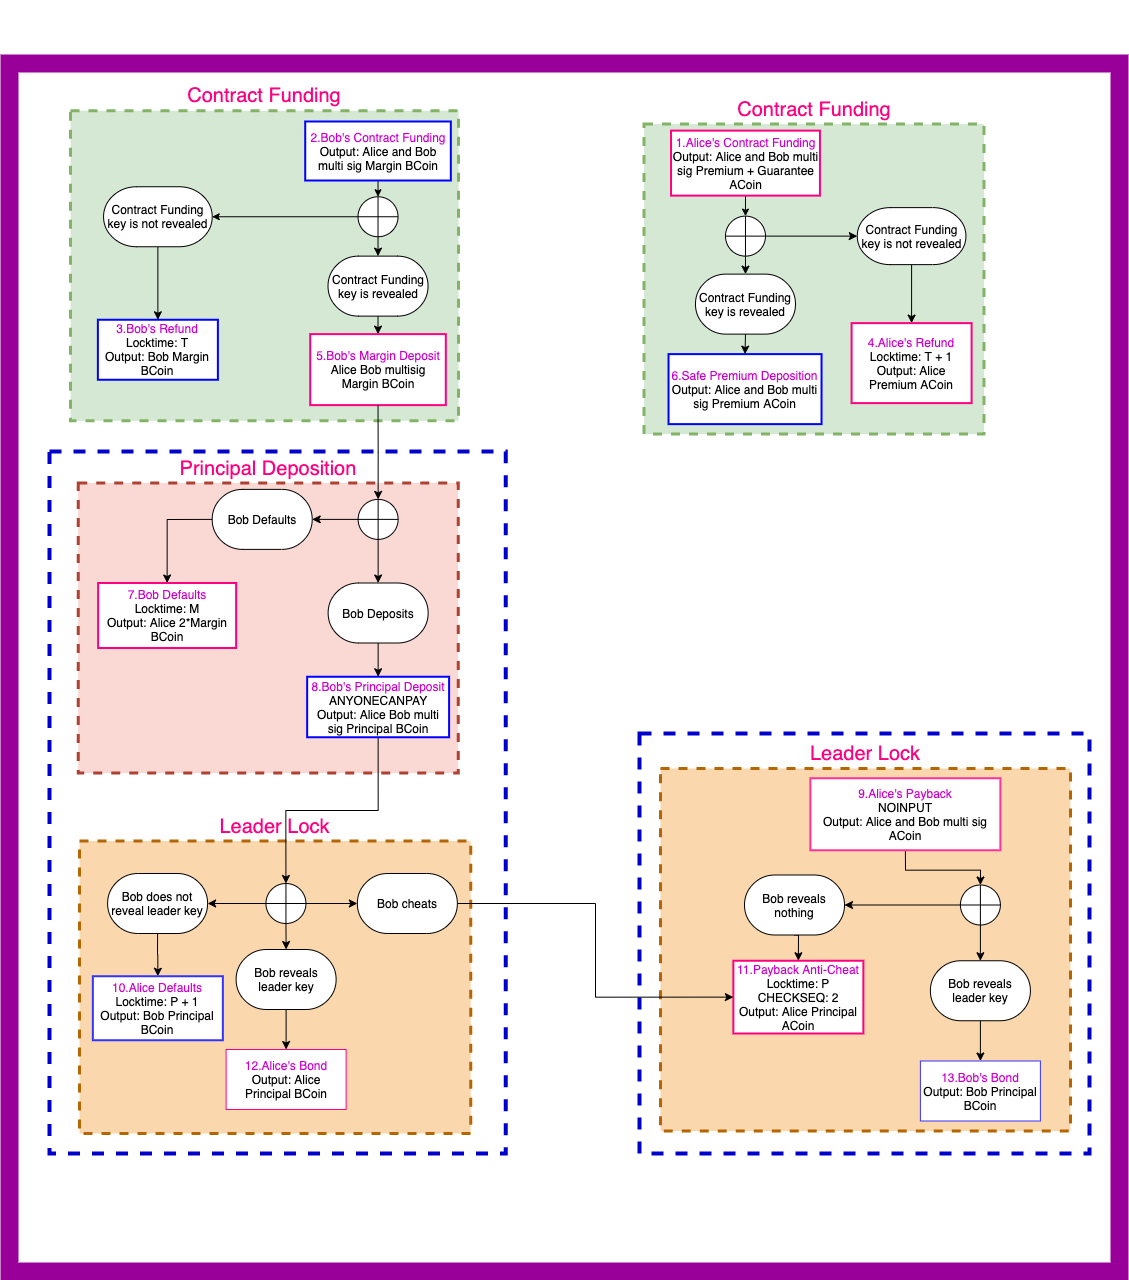 Contract Funding
2.Bob's Contract Funding
Output: Alice and Bob
multi sig Margin BCoin
Contract Funding
key is not revealed
Contract Funding
key is revealed
3.Bob's Refund
Locktime: T
Output: Bob Margin
BCoin
5.Bob's Margin Deposit
Alice Bob multisig
Margin BCoin
Contract Funding
1.Alice's Contract Funding
Output: Alice and Bob multi
sig Premium + Guarantee
ACoin
Contract Funding
key is not revealed
Contract Funding
key is revealed
4.Alice's Refund
Locktime: T + 1
Output: Alice
Premium ACoin
6.Safe Premium Deposition
Output: Alice and Bob multi
sig Premium ACoin
Principal Deposition
Bob Defaults
7.Bob Defaults
Locktime: M
Output: Alice 2*Margin
BCoin
Bob Deposits
8.Bob's Principal Deposit
ANYONECANPAY
Output: Alice Bob multi
sig Principal BCoin
Leader Lock
Bob does not
reveal leader key
Bob cheats
Bob reveals
leader key
10.Alice Defaults
Locktime: P + 1
Output: Bob Principal
BCoin
12.Alice's Bond
Output: Alice
Principal BCoin
Leader Lock
9.Alice's Payback
NOINPUT
Output: Alice and Bob multi sig
ACoin
Bob reveals
nothing
11.Payback Anti-Cheat
Locktime: P
CHECKSEQ: 2
Output: Alice Principal
ACoin
Bob reveals
leader key
13.Bob's Bond
Output: Bob Principal
BCoin